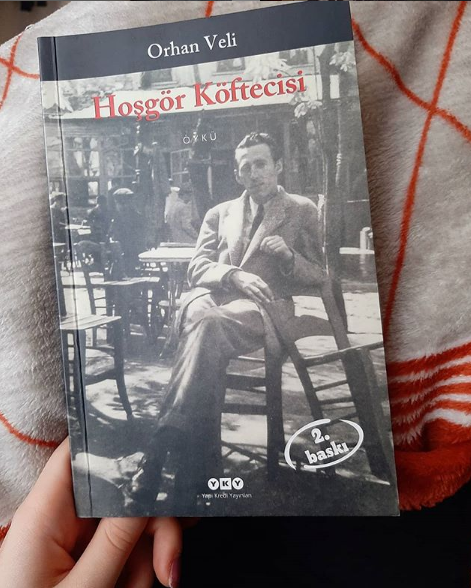 Orhan Veli
Hoşgör Köftecisi
ÖYKÜ
2.
baskı
YKY
Yapı Kredi Yayınları